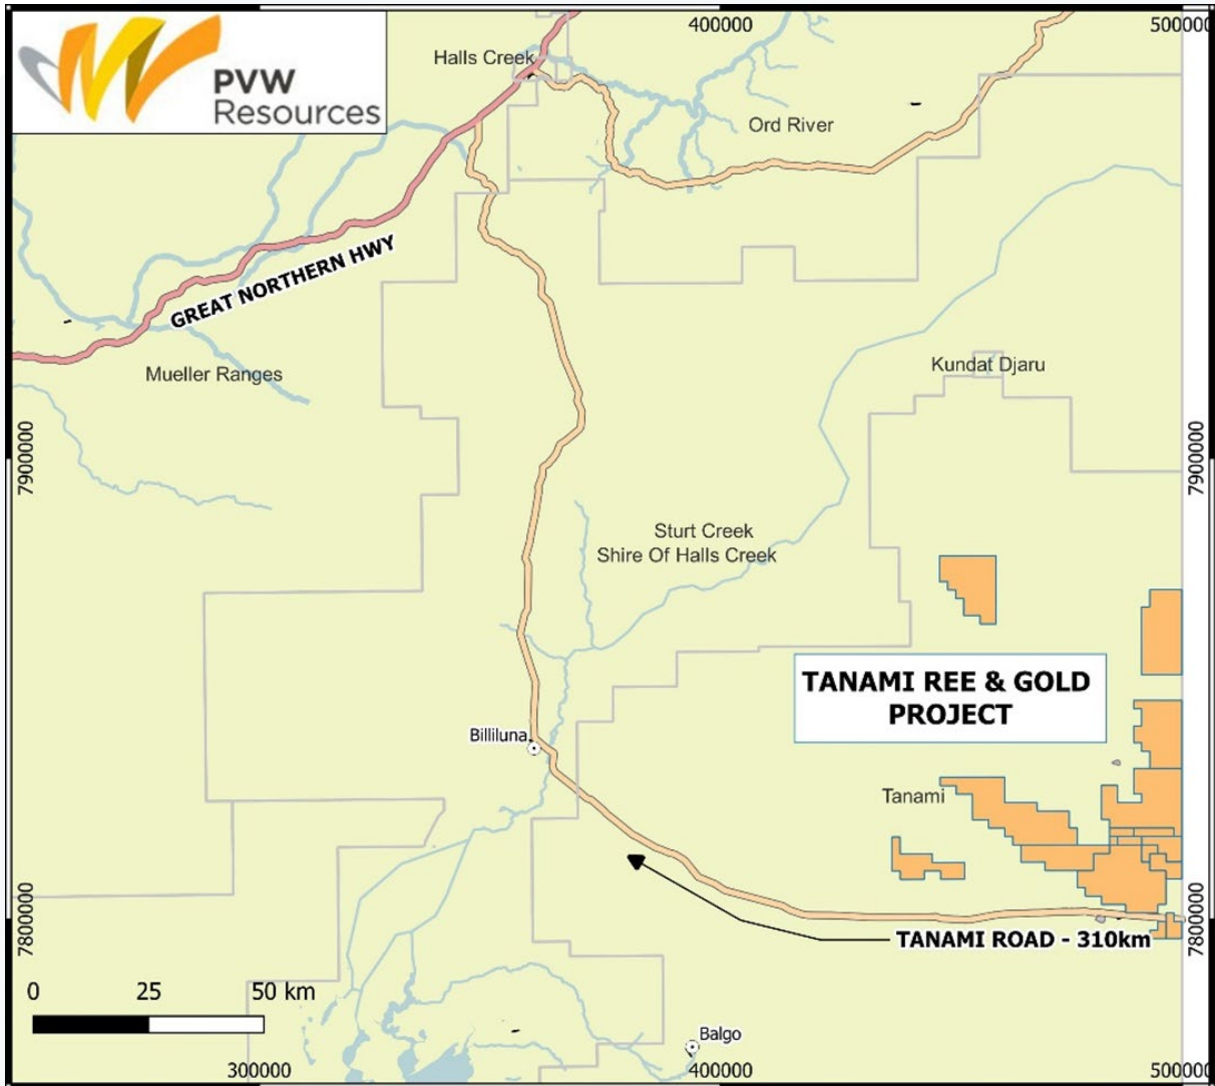 400000
500000
PVW
Resources
Halls Creek
Ord River
GREAT NORTHERN HWY
Mueller Ranges
Kundat Djaru
7900000
7900000
Sturt Creek
Shire Of Halls Creek
TANAMI REE & GOLD
PROJECT
Billiluna
Tanami
7800000
7800000
TANAMI ROAD - 310km
0 25 50 km
Balgo
300000
400000
500000